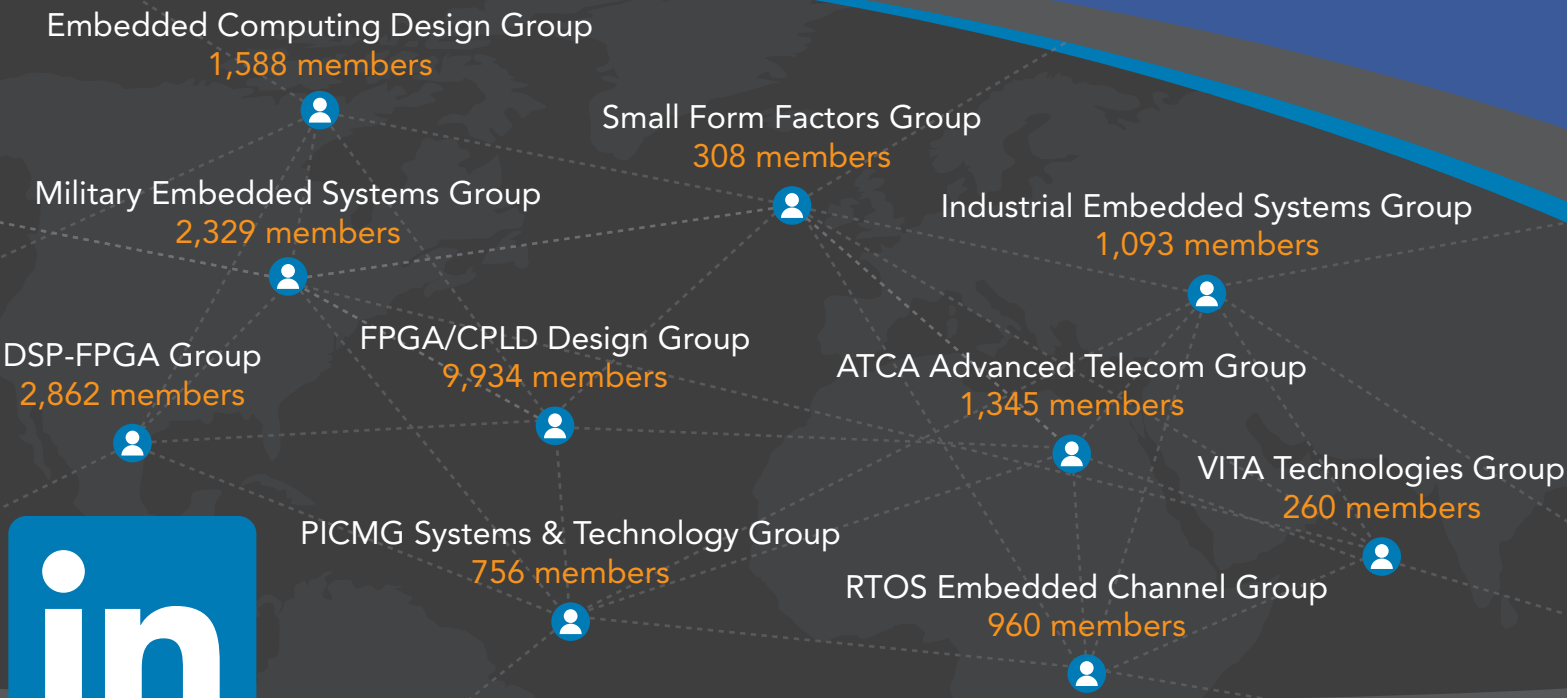 Embedded Computing Design Group
1,588 members
Small Form Factors Group
308 members
Military Embedded Systems Group
2,329 members
Industrial Embedded Systems Group
1,093 members
DSP-FPGA Group
2,862 members
FPGA/CPLD Design Group
9,934 members
ATCA Advanced Telecom Group
1,345 members
VITA Technologies Group
260 members
PICMG Systems & Technology Group
756 members
RTOS Embedded Channel Group
960 members
in